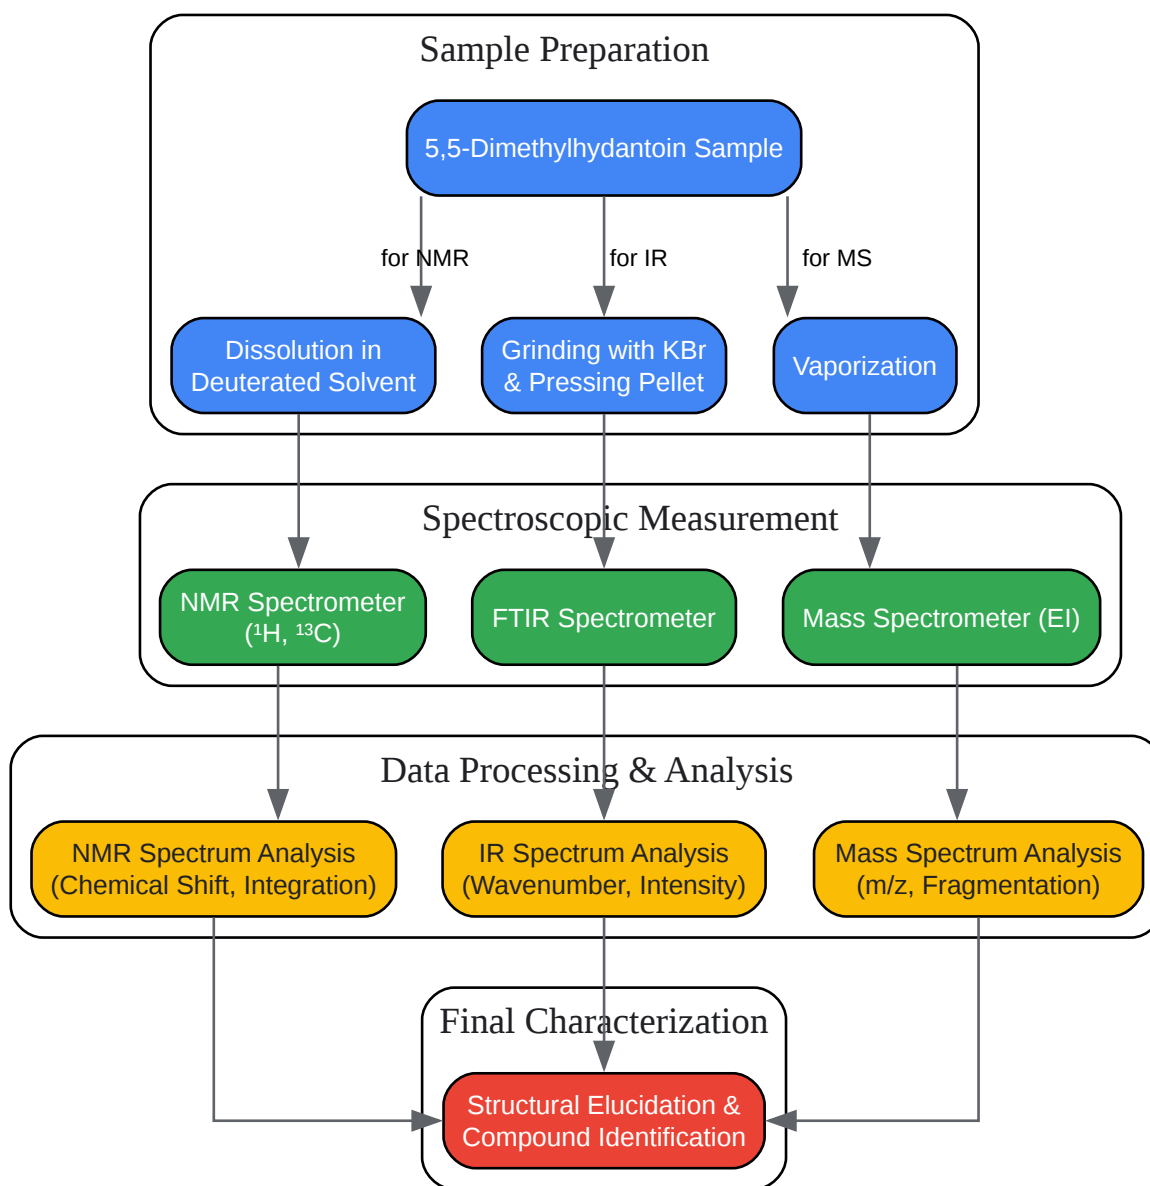 Sample Preparation
5,5-Dimethylhydantoin Sample
for NMR
for IR
for MS
Dissolution in
Deuterated Solvent
Grinding with KBr
& Pressing Pellet
Vaporization
Spectroscopic Measurement
NMR Spectrometer
(¹H, ¹³C)
FTIR Spectrometer
Mass Spectrometer (EI)
Data Processing & Analysis
NMR Spectrum Analysis
(Chemical Shift, Integration)
IR Spectrum Analysis
(Wavenumber, Intensity)
Mass Spectrum Analysis
(m/z, Fragmentation)
Final Characterization
Structural Elucidation &
Compound Identification